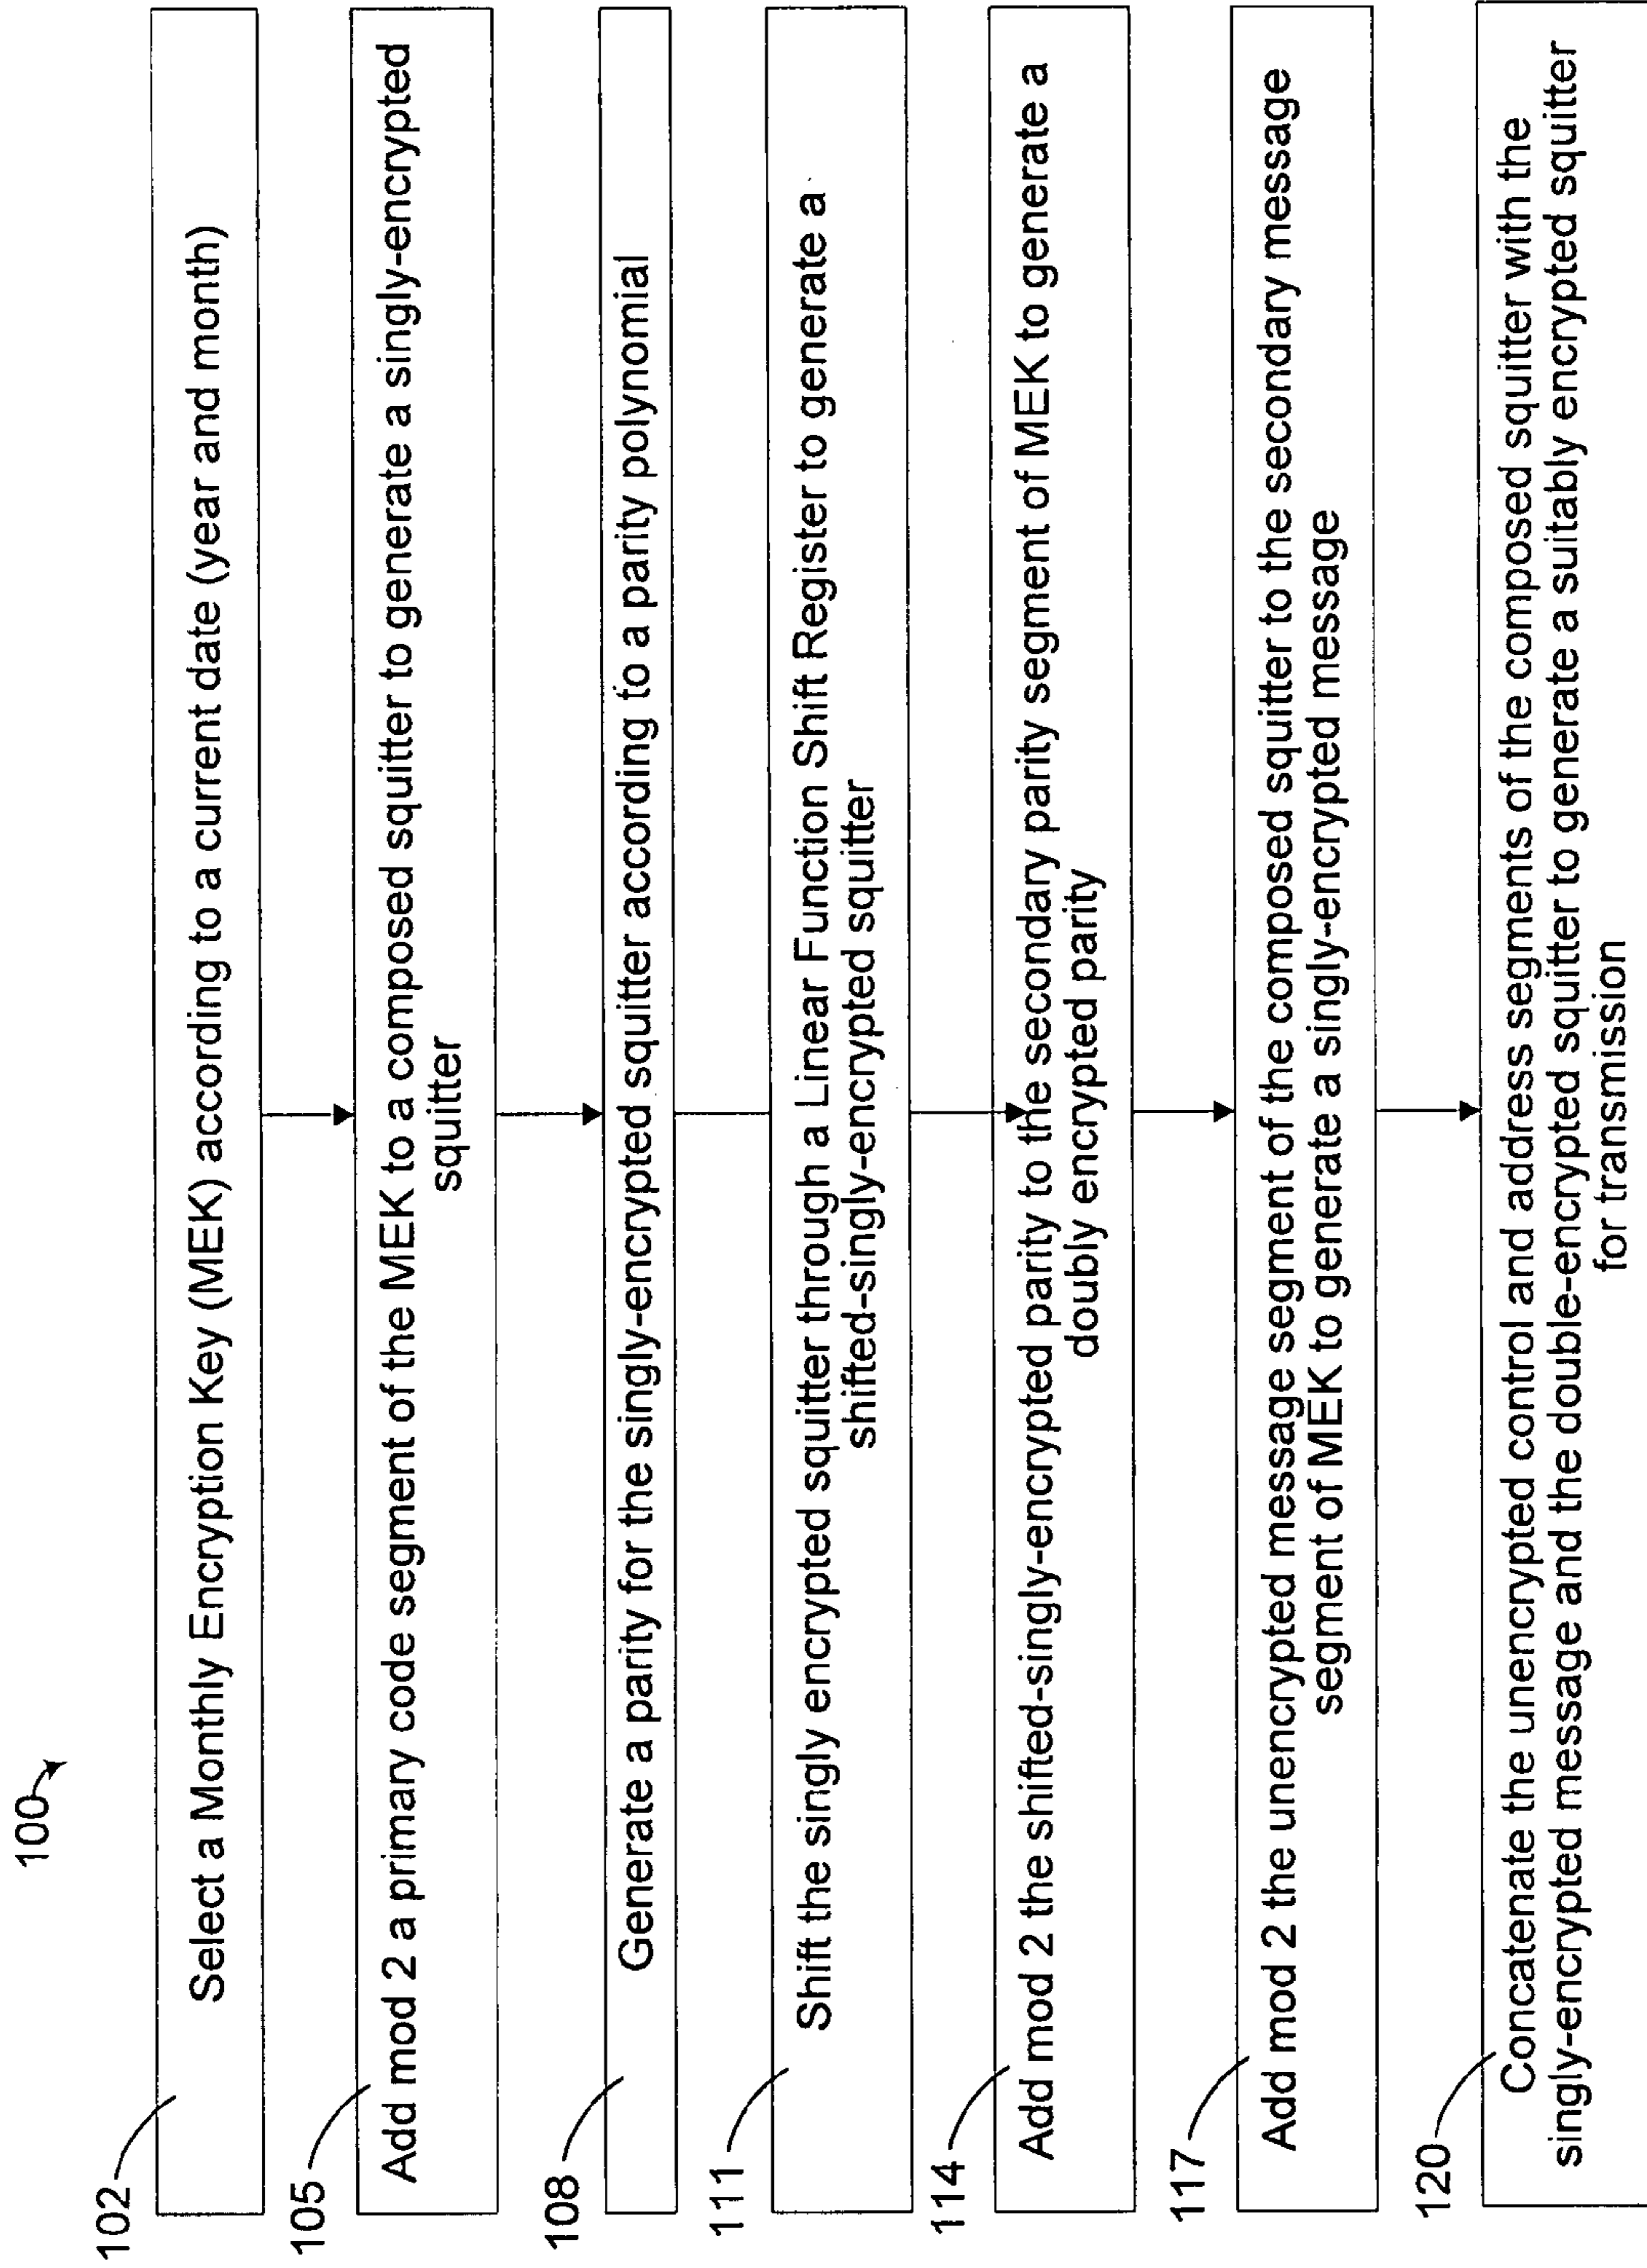 100
102
Select a Monthly Encryption Key (MEK) according to a current date (year and month)
105
Add mod 2 a primary code segment of the MEK to a composed squitter to generate a singly-encrypted
squitter
108
Generate a parity for the singly-encrypted squitter according to a parity polynomial
111
Shift the singly encrypted squitter through a Linear Function Shift Register to generate a
shifted-singly-encrypted squitter
114
Add mod 2 the shifted-singly-encrypted parity to the secondary parity segment of MEK to generate a
doubly encrypted parity
117
Add mod 2 the unencrypted message segment of the composed squitter to the secondary message
segment of MEK to generate a singly-encrypted message
120
Concatenate the unencrypted control and address segments of the composed squitter with the
singly-encrypted message and the double-encrypted squitter to generate a suitably encrypted squitter
for transmission